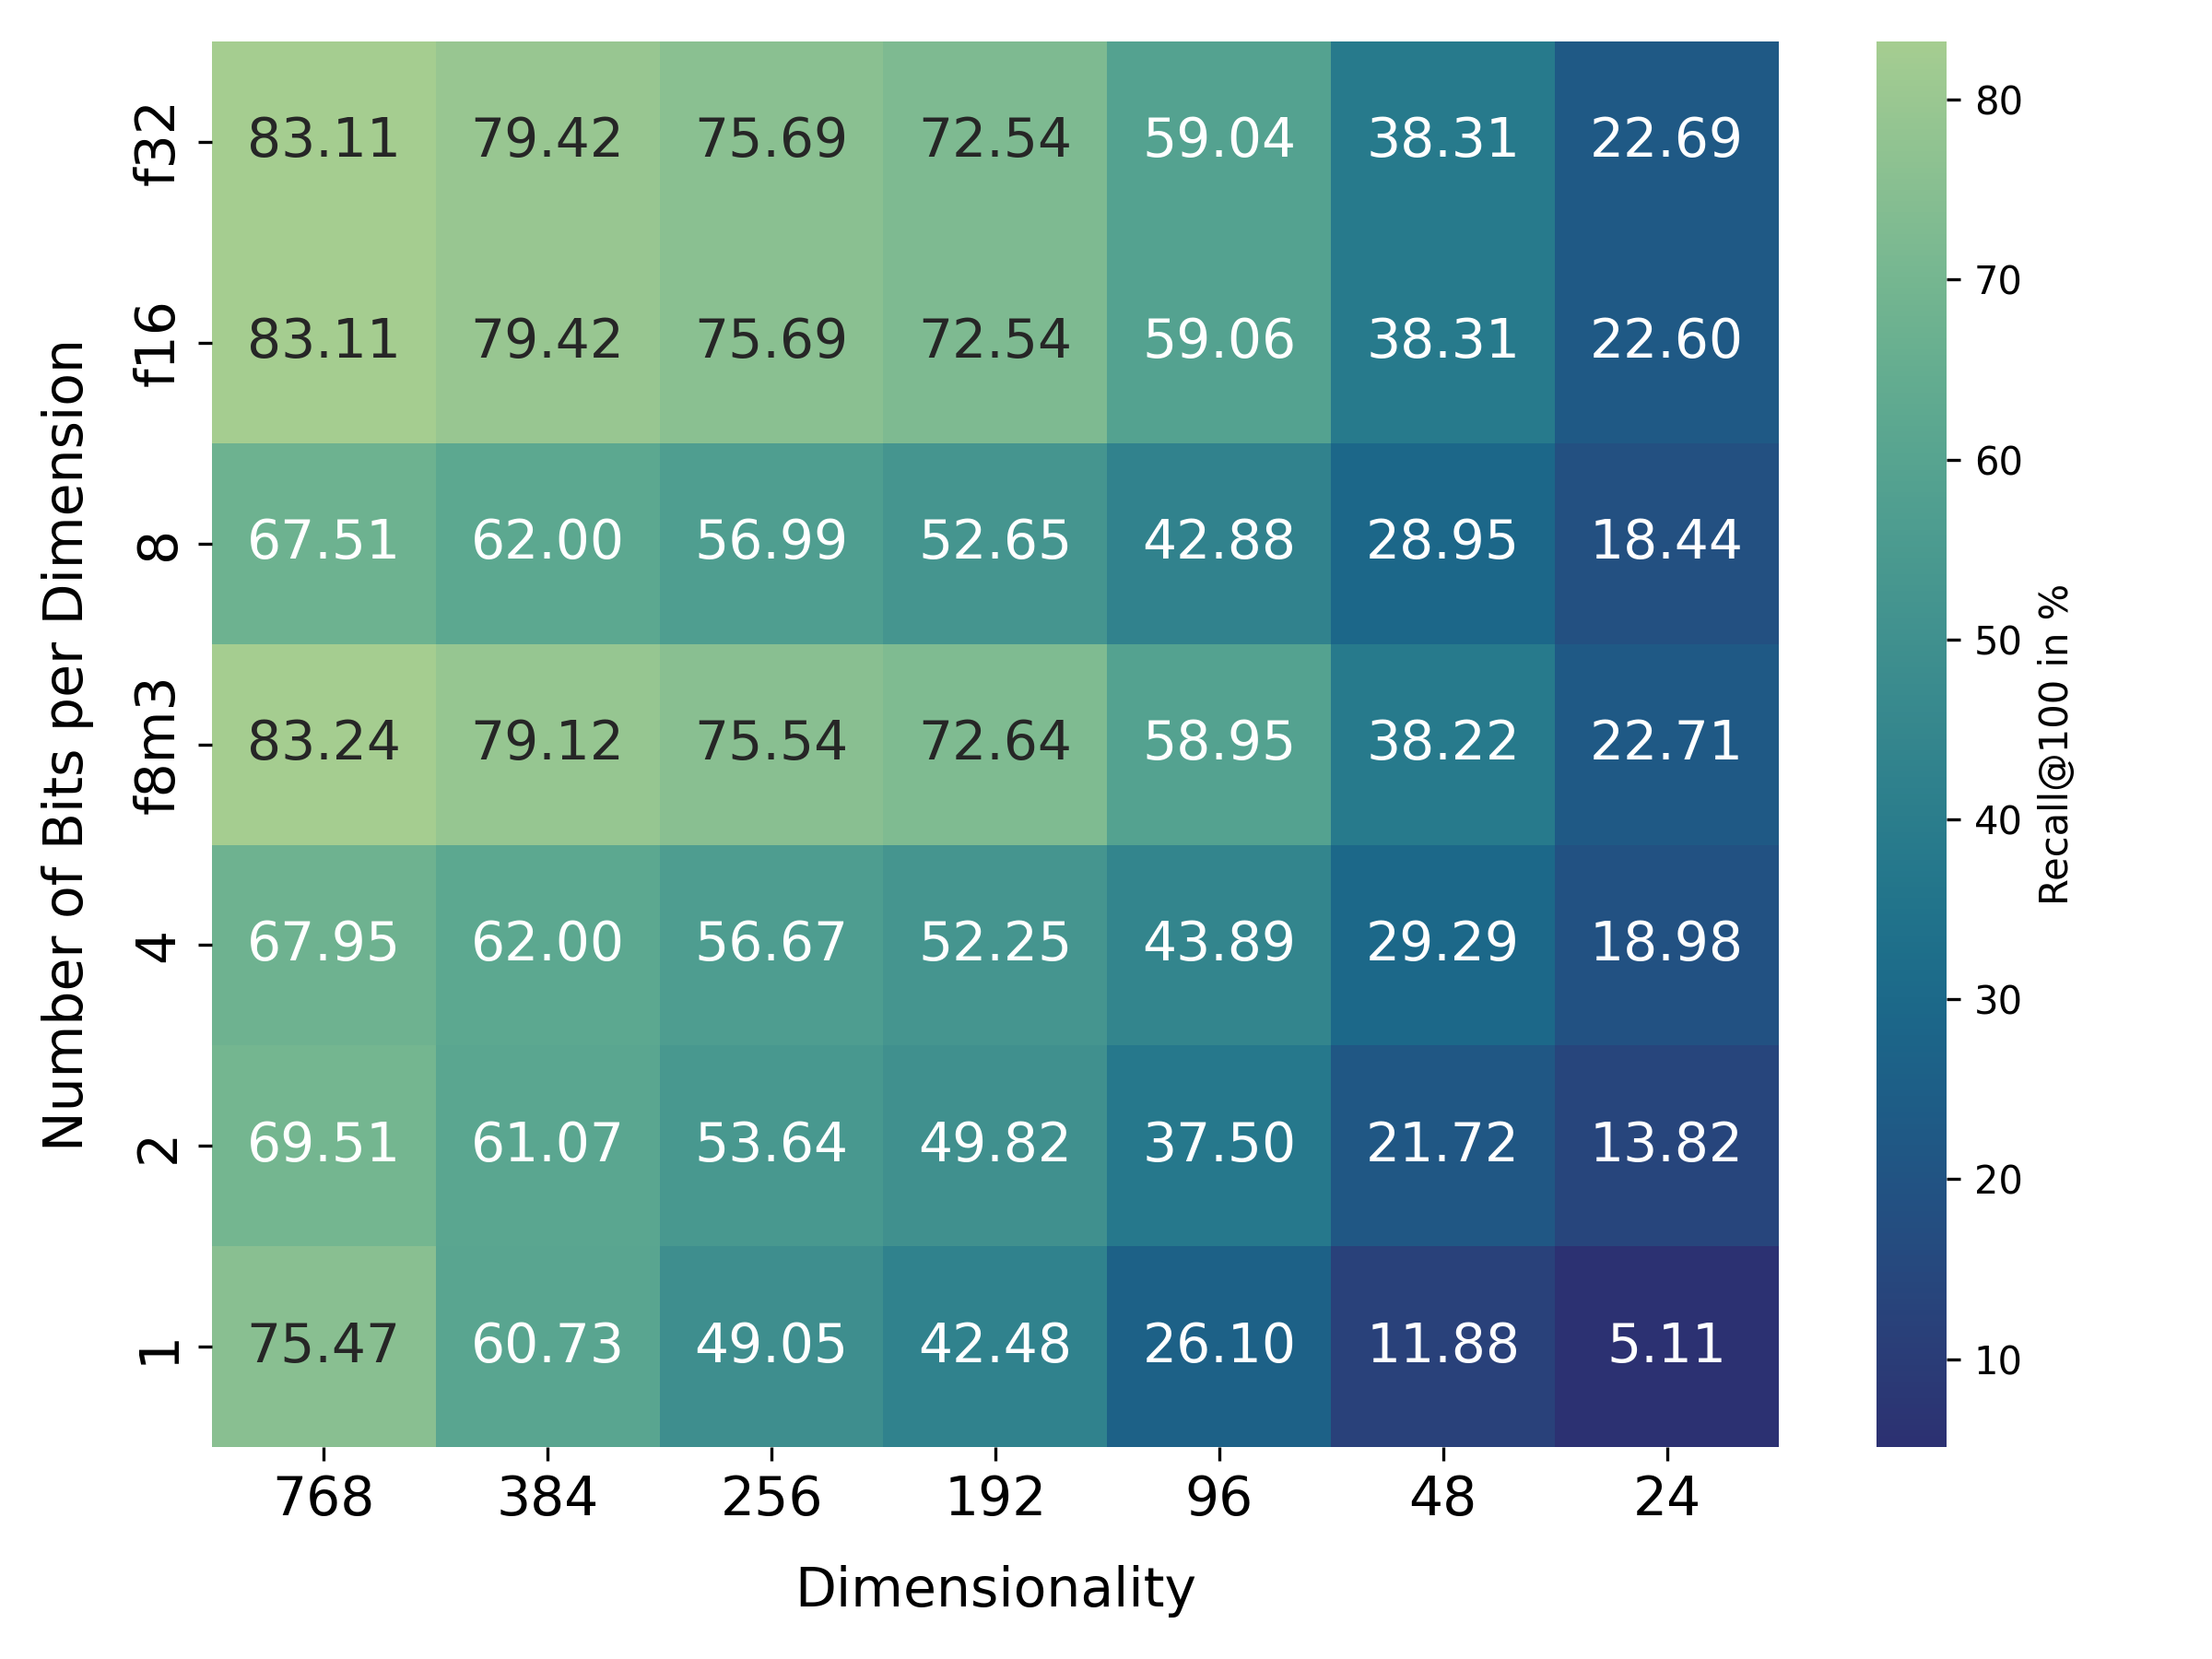 Number of Bits per Dimension
f32 83.11 79.42 75.69 72.54 59.04 38.31 22.69
f16 83.11 79.42 75.69 72.54 59.06 38.31 22.60
8 67.51 62.00 56.99 52.65 42.88 28.95 18.44
f8m3 83.24 79.12 75.54 72.64 58.95 38.22 22.71
4 67.95 62.00 56.67 52.25 43.89 29.29 18.98
2 69.51 61.07 53.64 49.82 37.50 21.72 13.82
1 75.47 60.73 49.05 42.48 26.10 11.88 5.11
768 384 256 192 96 48 24
Dimensionality
80
70
60
50
40
30
20
10
Recall@100 in %